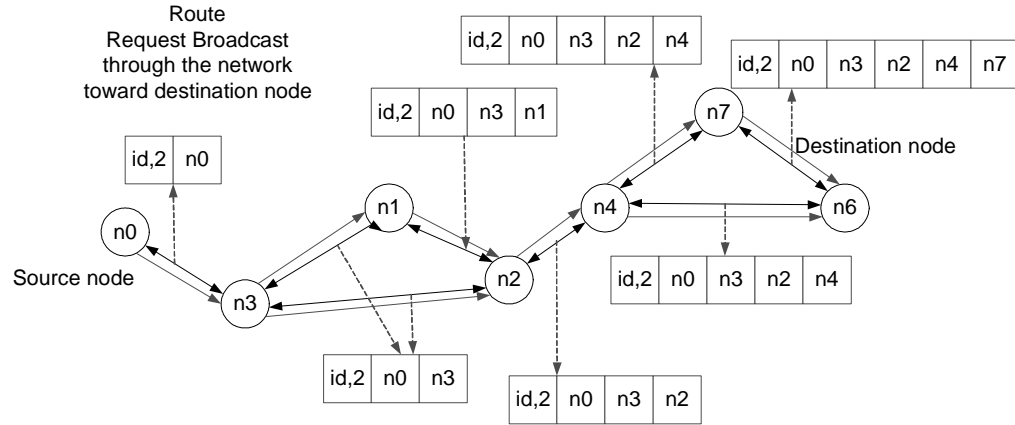 Route
Request Broadcast
through the network
toward destination node
id,2 n0 n3 n2 n4
id,2 n0 n3 n2 n4 n7
id,2 n0 n3 n1
id,2 n0
n7
Destination node
n1
n4
n6
n0
Source node
n2
n3
id,2 n0 n3 n2 n4
id,2 n0 n3
id,2 n0 n3 n2